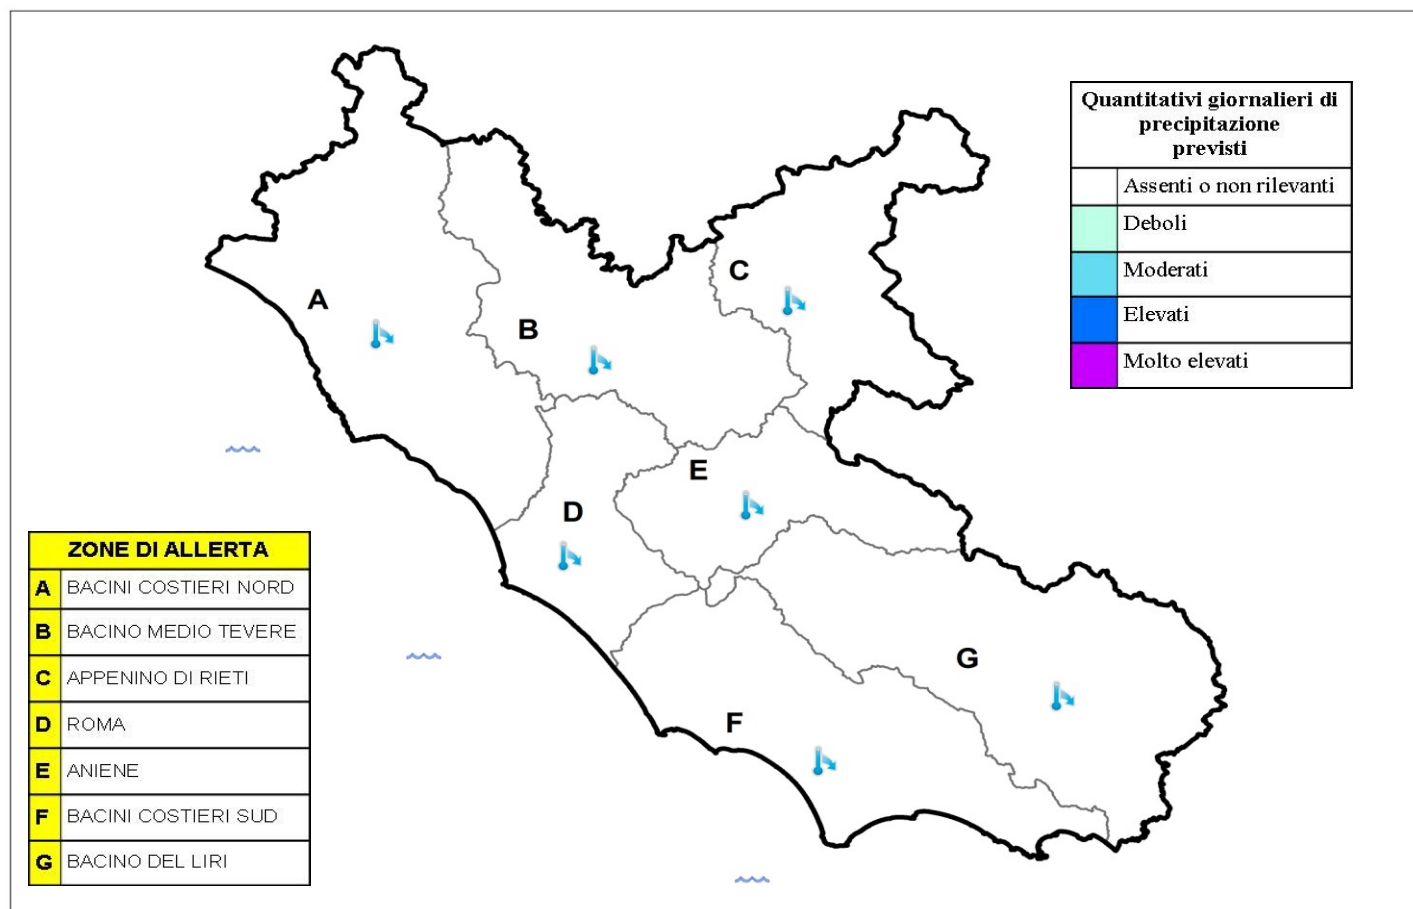 Quantitativi giornalieri di
precipitazione
previsti
Assenti o non rilevanti
Deboli
Moderati
Elevati
Molto elevati
A
B
C
D
E
F
G
ZONE DI ALLERTA
A BACINI COSTIERI NORD
B BACINO MEDIO TEVERE
C APPENINO DI RIETI
D ROMA
E ANIENE
F BACINI COSTIERI SUD
G BACINO DEL LIRI